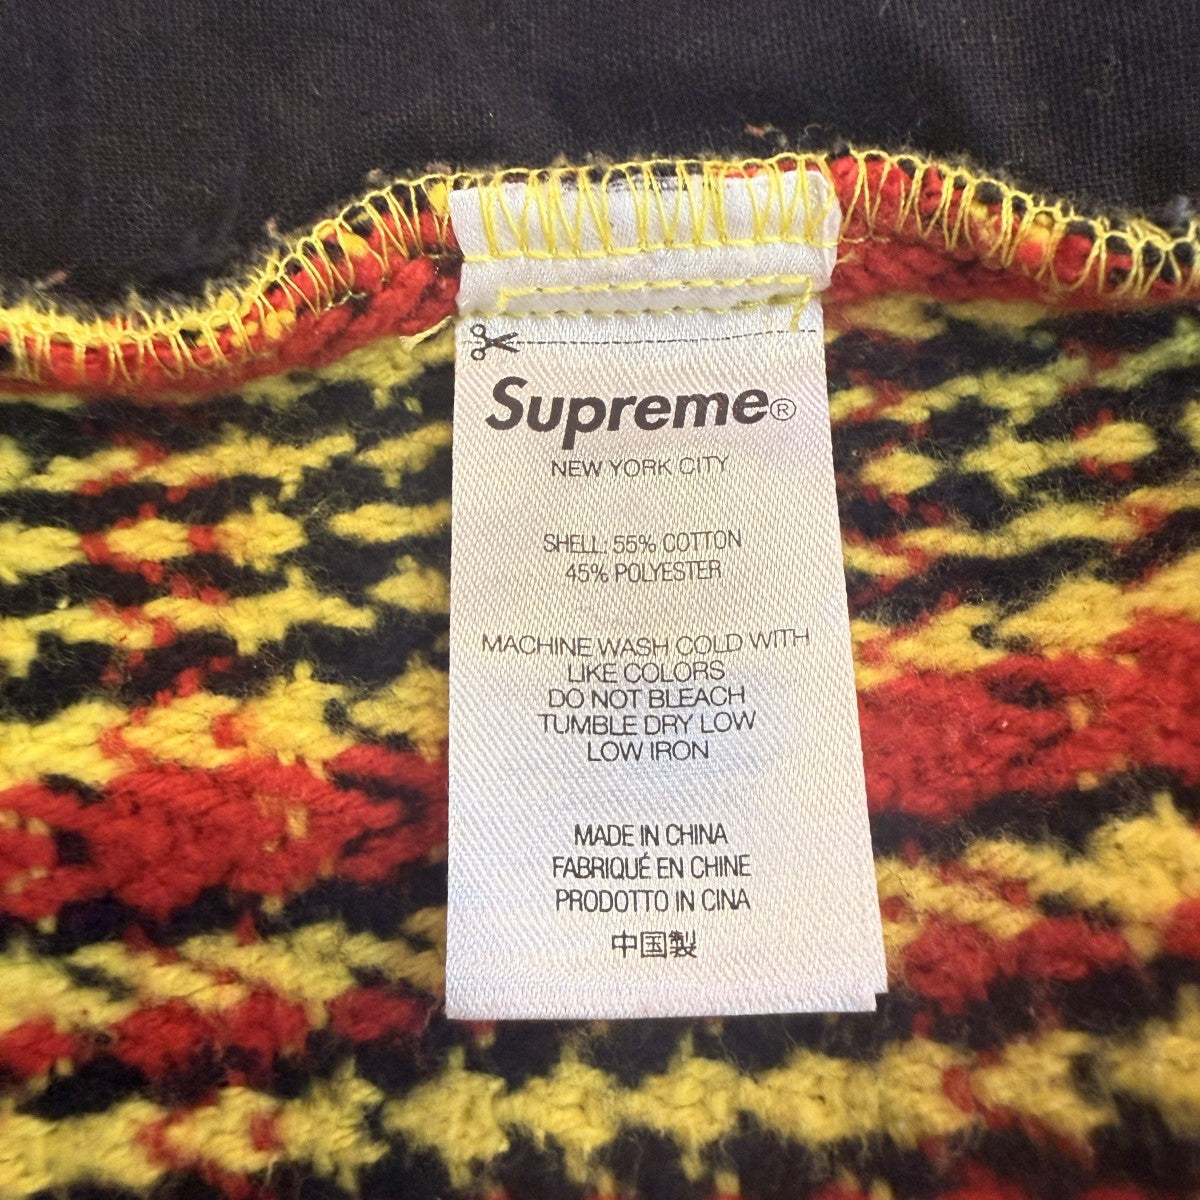 Supreme®
NEW YORK CITY
SHELL: 55% COTTON
45% POLYESTER
MACHINE WASH COLD WITH
LIKE COLORS
DO NOT BLEACH
TUMBLE DRY LOW
LOW IRON
MADE IN CHINA
FABRIQUÉ EN CHINE
PRODOTTO IN CINA
中国製